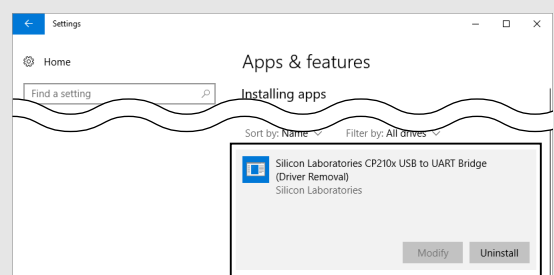 Settings
Home
Apps & features
Find a setting
Installing apps
Sort by: Name
Filter by: All drives
Silicon Laboratories CP210x USB to UART Bridge
(Driver Removal)
Silicon Laboratories
Modify
Uninstall